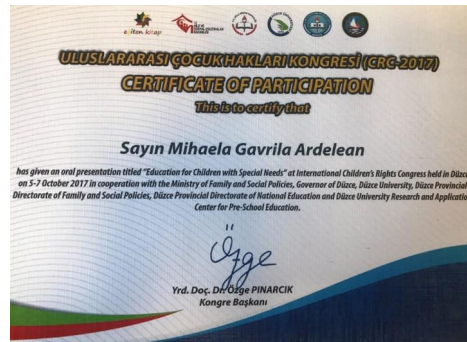 eğiten kitap
ULUSLARARASI ÇOCUK HAKLARI KONGRESİ (CRC-2017)
CERTIFICATE OF PARTICIPATION
This is to certify that
Sayın Mihaela Gavrila Ardelean
has given an oral presentation titled "Education for Children with Special Needs" at International Children's Rights Congress held in Düzce
on 5-7 October 2017 in cooperation with the Ministry of Family and Social Policies, Governor of Düzce, Düzce University, Düzce Provincial
Directorate of Family and Social Policies, Düzce Provincial Directorate of National Education and Düzce University Research and Applicatio
Center for Pre-School Education.
Özge
Yrd. Doç. Dr. Özge PINARCIK
Kongre Başkanı